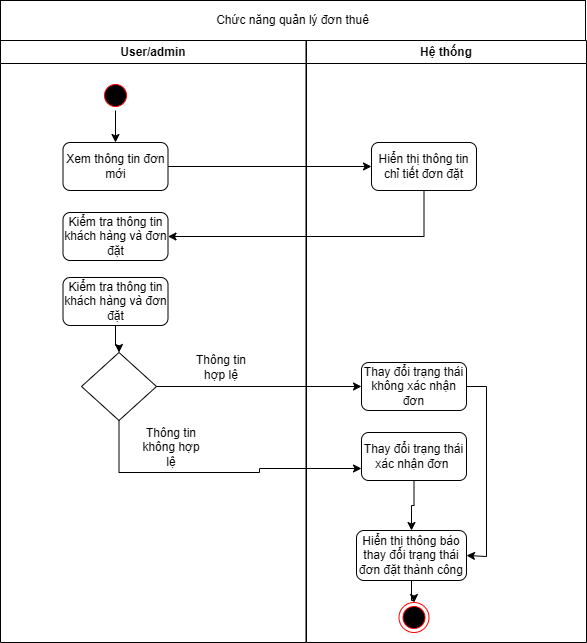 Chức năng quản lý đơn thuê
User/admin
Hệ thống
Xem thông tin đơn
mới
Hiển thị thông tin
chỉ tiết đơn đặt
Kiểm tra thông tin
khách hàng và đơn
đặt
Kiểm tra thông tin
khách hàng và đơn
đặt
Thông tin
hợp lệ
Thay đổi trạng thái
không xác nhận
đơn
Thông tin
không hợp
lệ
Thay đổi trạng thái
xác nhận đơn
Hiển thị thông báo
thay đổi trạng thái
đơn đặt thành công